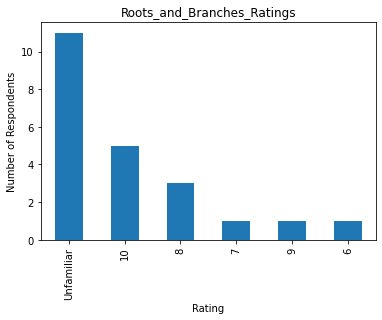 Roots_and_Branches_Ratings
Number of Respondents
10
8
6
4
2
0
Unfamiliar
10
8
7
9
6
Rating